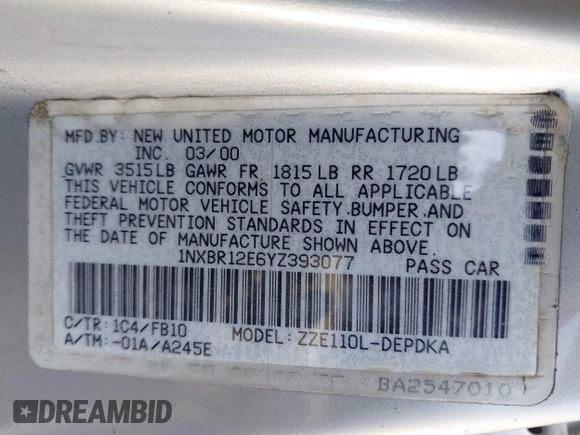 MFD.BY: NEW UNITED MOTOR MANUFACTURING
INC. 03/00
GVWR 3515LB GAWR FR 1815LB RR 1720LB
THIS VEHICLE CONFORMS TO ALL APPLICABLE
FEDERAL MOTOR VEHICLE SAFETY.BUMPER.AND
THEFT PREVENTION STANDARDS IN EFFECT ON
THE DATE OF MANUFACTURE SHOWN ABOVE.
1NXBR12E6YZ393077 PASS CAR
C/TR:1C4/FB10 MODEL:ZZE110L-DEPDKA
A/TM:-01A/A245E
BA2547010
DREAMBID